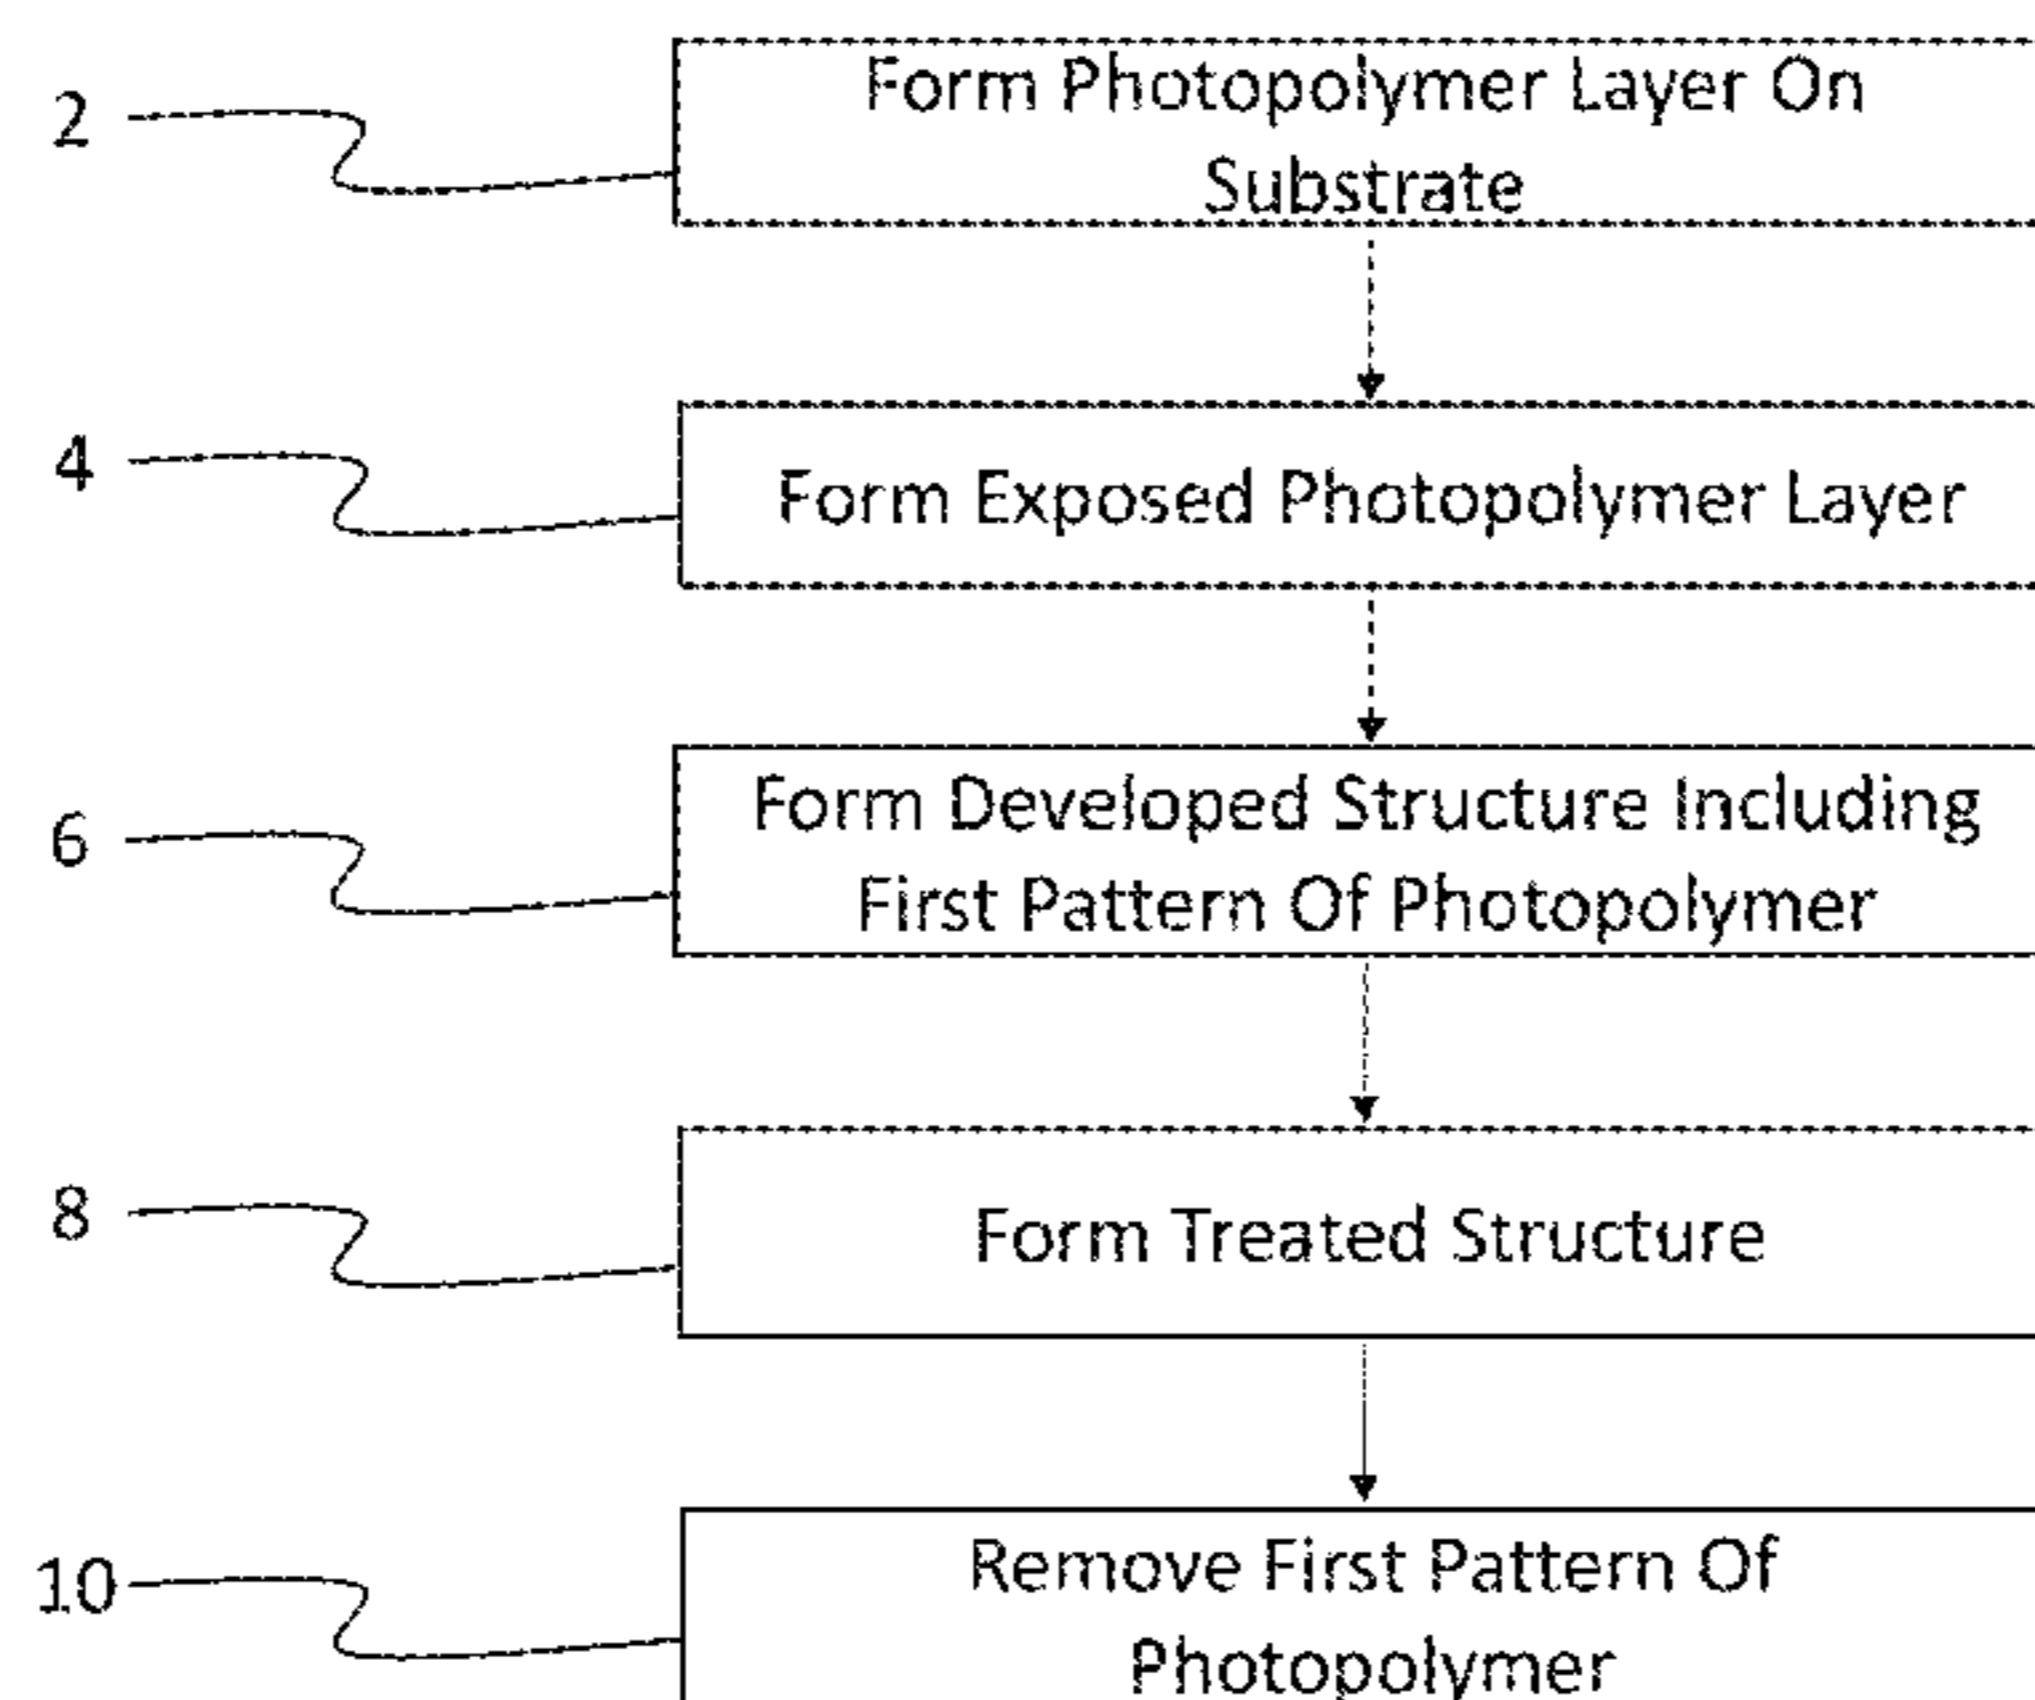 2
Form Photopolymer Layer On
Substrate
4
Form Exposed Photopolymer Layer
6
Form Developed Structure Including
First Pattern Of Photopolymer
8
Form Treated Structure
10
Remove First Pattern Of
Photopolymer